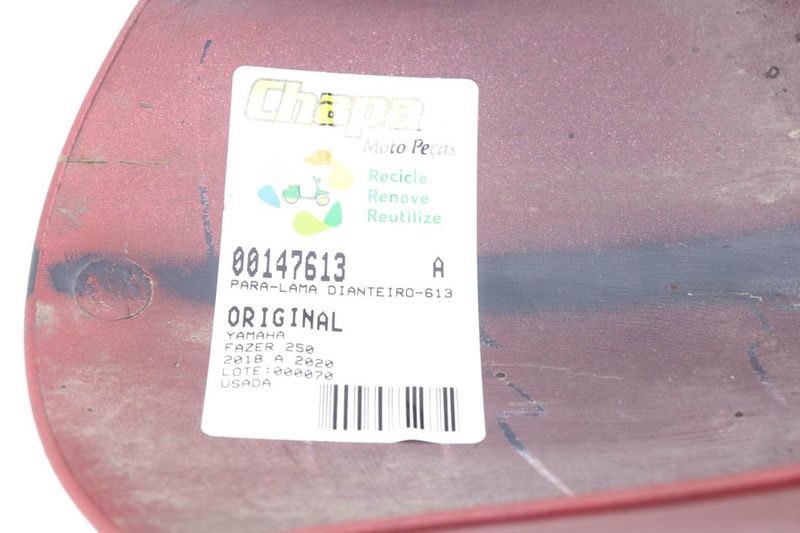 Chapa
Moto Peças
Recicle
Renove
Reutilize
00147613 A
PARA-LAMA DIANTEIRO-613
ORIGINAL
YAMAHA
FAZER 250
2018 A 2020
LOTE:000070
USADA